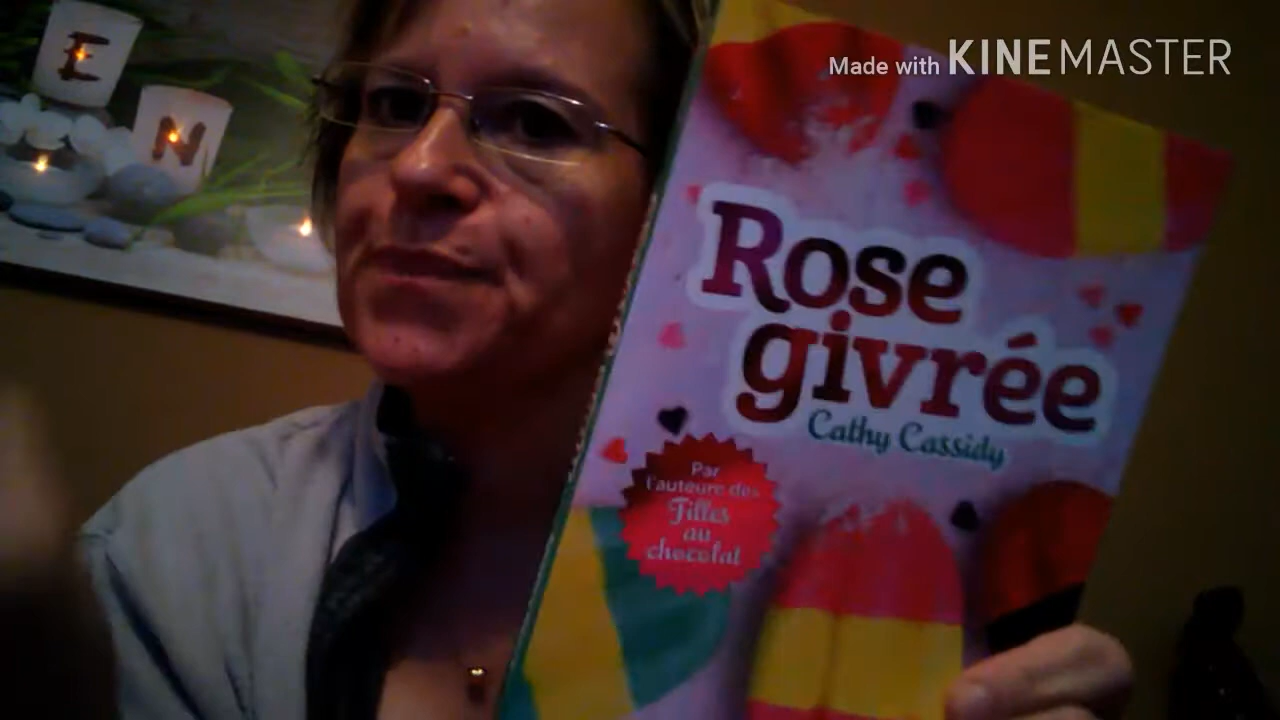 E
N
Made with KINEMASTER
Rose
givrée
Cathy Cassidy
Par
l'auteure des
Filles
au
chocolat